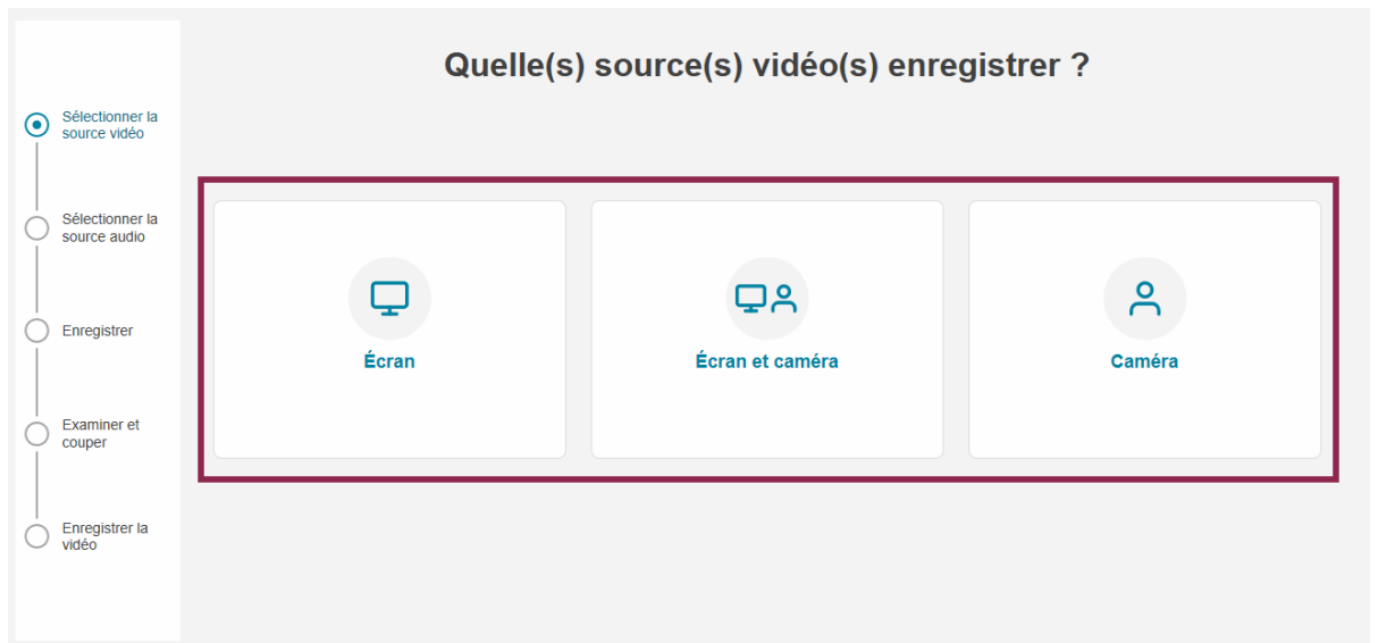 Quelle(s) source(s) vidéo(s) enregistrer ?
Sélectionner la
source vidéo
Sélectionner la
source audio
Enregistrer
Examiner et
couper
Enregistrer la
vidéo
Écran
Écran et caméra
Caméra